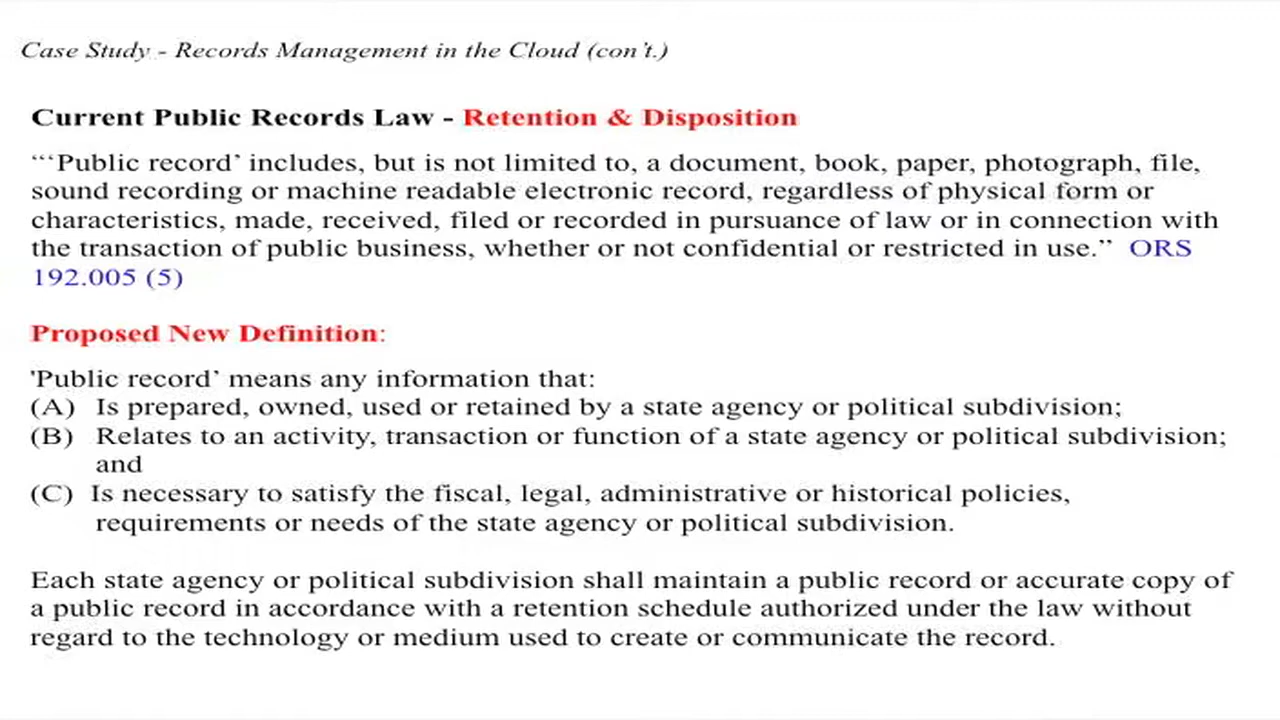 Case Study - Records Management in the Cloud (con't.)
Current Public Records Law - Retention & Disposition
“‘‘Public record’ includes, but is not limited to, a document, book, paper, photograph, file,
sound recording or machine readable electronic record, regardless of physical form or
characteristics, made, received, filed or recorded in pursuance of law or in connection with
the transaction of public business, whether or not confidential or restricted in use.” ORS
192.005 (5)
Proposed New Definition:
'Public record’ means any information that:
(A) Is prepared, owned, used or retained by a state agency or political subdivision;
(B) Relates to an activity, transaction or function of a state agency or political subdivision;
and
(C) Is necessary to satisfy the fiscal, legal, administrative or historical policies,
requirements or needs of the state agency or political subdivision.
Each state agency or political subdivision shall maintain a public record or accurate copy of
a public record in accordance with a retention schedule authorized under the law without
regard to the technology or medium used to create or communicate the record.